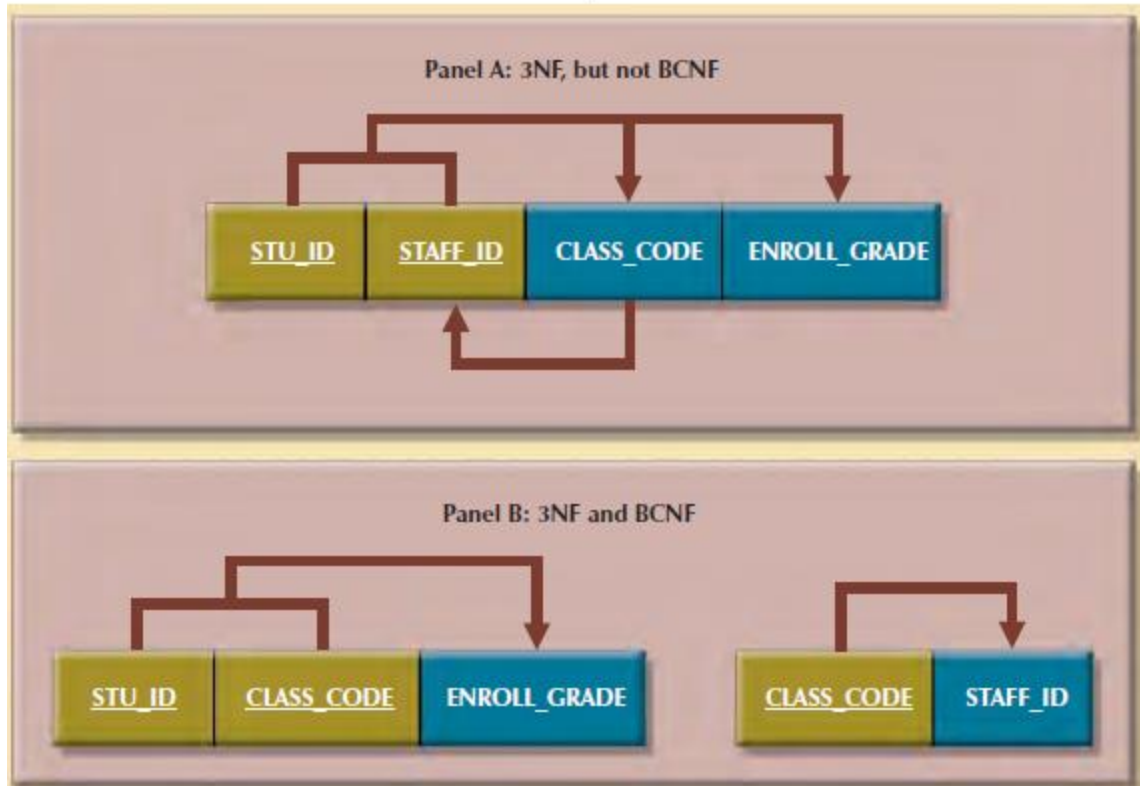 Panel A: 3NF, but not BCNF
STU_ID STAFF_ID CLASS_CODE ENROLL_GRADE
Panel B: 3NF and BCNF
STU_ID CLASS_CODE ENROLL_GRADE CLASS_CODE STAFF_ID